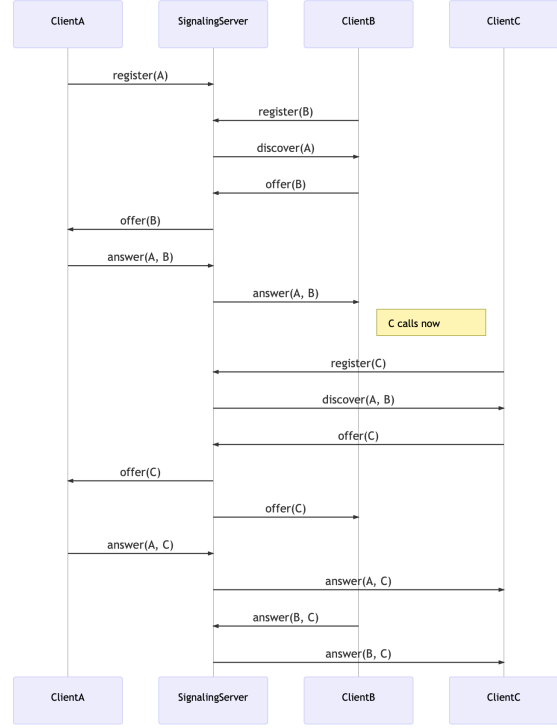 ClientA
SignalingServer
ClientB
ClientC
register(A)
register(B)
discover(A)
offer(B)
offer(B)
answer(A, B)
answer(A, B)
C calls now
register(C)
discover(A, B)
offer(C)
offer(C)
offer(C)
answer(A, C)
answer(A, C)
answer(B, C)
answer(B, C)
ClientA
SignalingServer
ClientB
ClientC